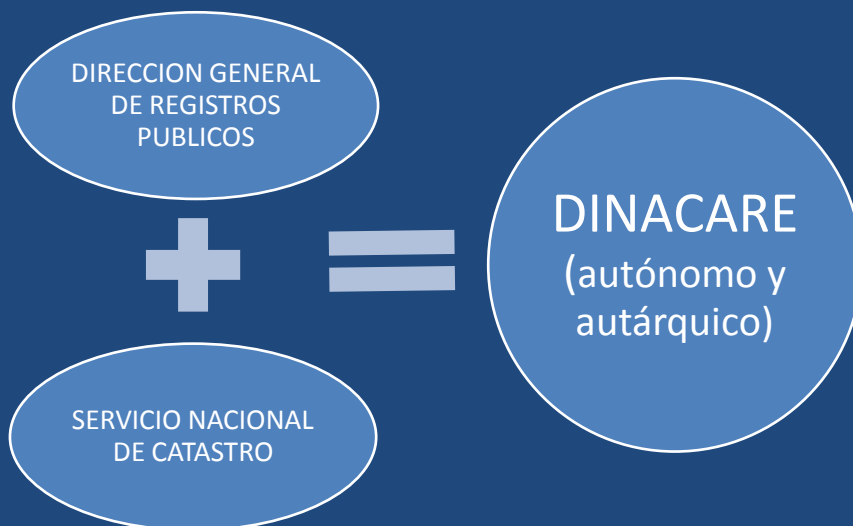 DIRECCION GENERAL
DE REGISTROS
PUBLICOS
SERVICIO NACIONAL
DE CATASTRO
DINACARE
(autónomo y
autárquico)